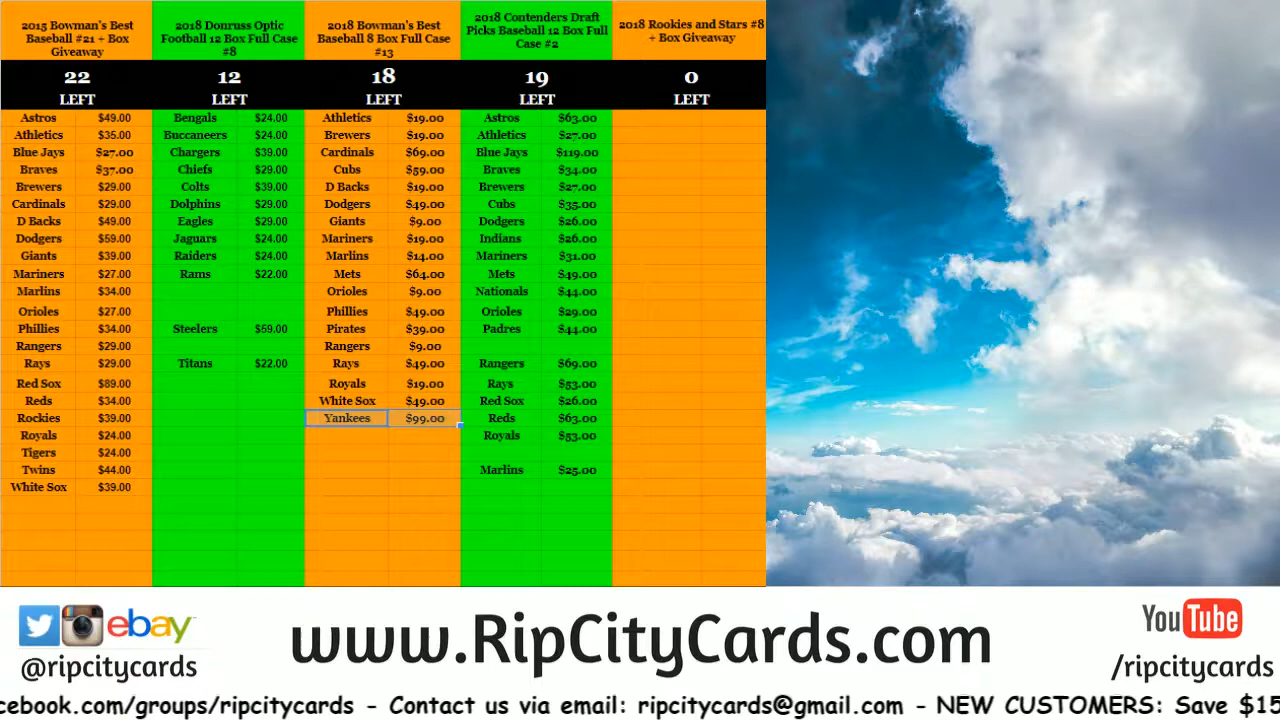 2015 Bowman's Best
Baseball #21 + Box
Giveaway
22
LEFT
Astros $49.00
Athletics $35.00
Blue Jays $27.00
Braves $37.00
Brewers $29.00
Cardinals $29.00
D Backs $49.00
Dodgers $59.00
Giants $39.00
Mariners $27.00
Marlins $34.00
Orioles $27.00
Phillies $34.00
Rangers $29.00
Rays $29.00
Red Sox $89.00
Reds $34.00
Rockies $39.00
Royals $24.00
Tigers $24.00
Twins $44.00
White Sox $39.00
2018 Donruss Optic
Football 12 Box Full Case
#8
12
LEFT
Bengals $24.00
Buccaneers $24.00
Chargers $39.00
Chiefs $29.00
Colts $39.00
Dolphins $29.00
Eagles $29.00
Jaguars $24.00
Raiders $24.00
Rams $22.00
Steelers $59.00
Titans $22.00
2018 Bowman's Best
Baseball 8 Box Full Case
#13
18
LEFT
Athletics $19.00
Brewers $19.00
Cardinals $69.00
Cubs $59.00
D Backs $19.00
Dodgers $49.00
Giants $9.00
Mariners $19.00
Marlins $14.00
Mets $64.00
Orioles $9.00
Phillies $49.00
Pirates $39.00
Rangers $9.00
Rays $49.00
Royals $19.00
White Sox $49.00
Yankees $99.00
2018 Contenders Draft
Picks Baseball 12 Box Full
Case #2
19
LEFT
Astros $63.00
Athletics $27.00
Blue Jays $119.00
Braves $34.00
Brewers $27.00
Cubs $35.00
Dodgers $26.00
Indians $26.00
Mariners $31.00
Mets $49.00
Nationals $44.00
Orioles $29.00
Padres $44.00
Rangers $69.00
Rays $53.00
Red Sox $26.00
Reds $63.00
Royals $53.00
Marlins $25.00
2018 Rookies and Stars #8
+ Box Giveaway
0
LEFT
ebay
@ripcitycards
www.RipCityCards.com
YouTube
/ripcitycards
cebook.com/groups/ripcitycards - Contact us via email: ripcitycards@gmail.com - NEW CUSTOMERS: Save $15